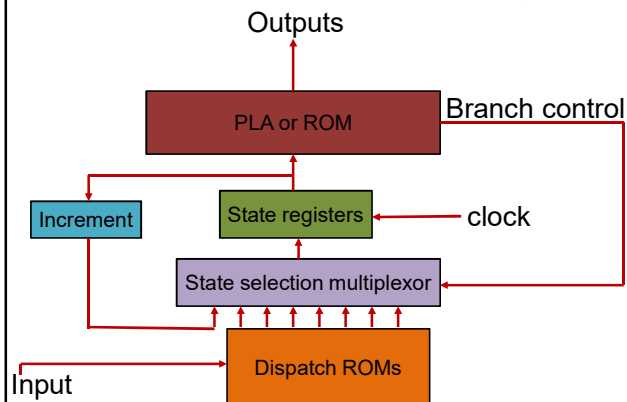 Outputs
PLA or ROM
Branch control
Increment
State registers
clock
State selection multiplexor
Dispatch ROMs
Input